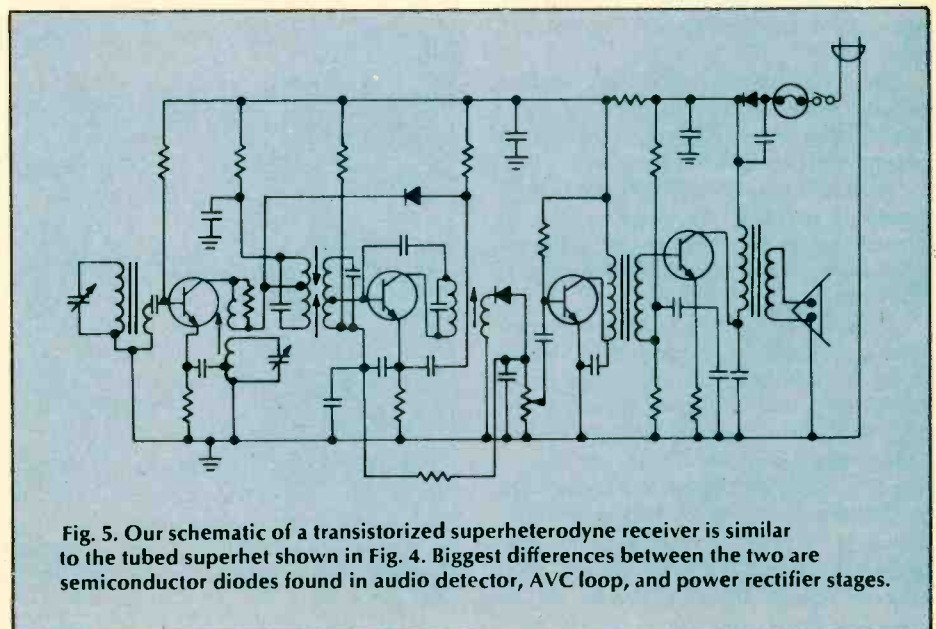 Fig. 5. Our schematic of a transistorized superheterodyne receiver is similar
to the tubed superhet shown in Fig. 4. Biggest differences between the two are
semiconductor diodes found in audio detector, AVC loop, and power rectifier stages.